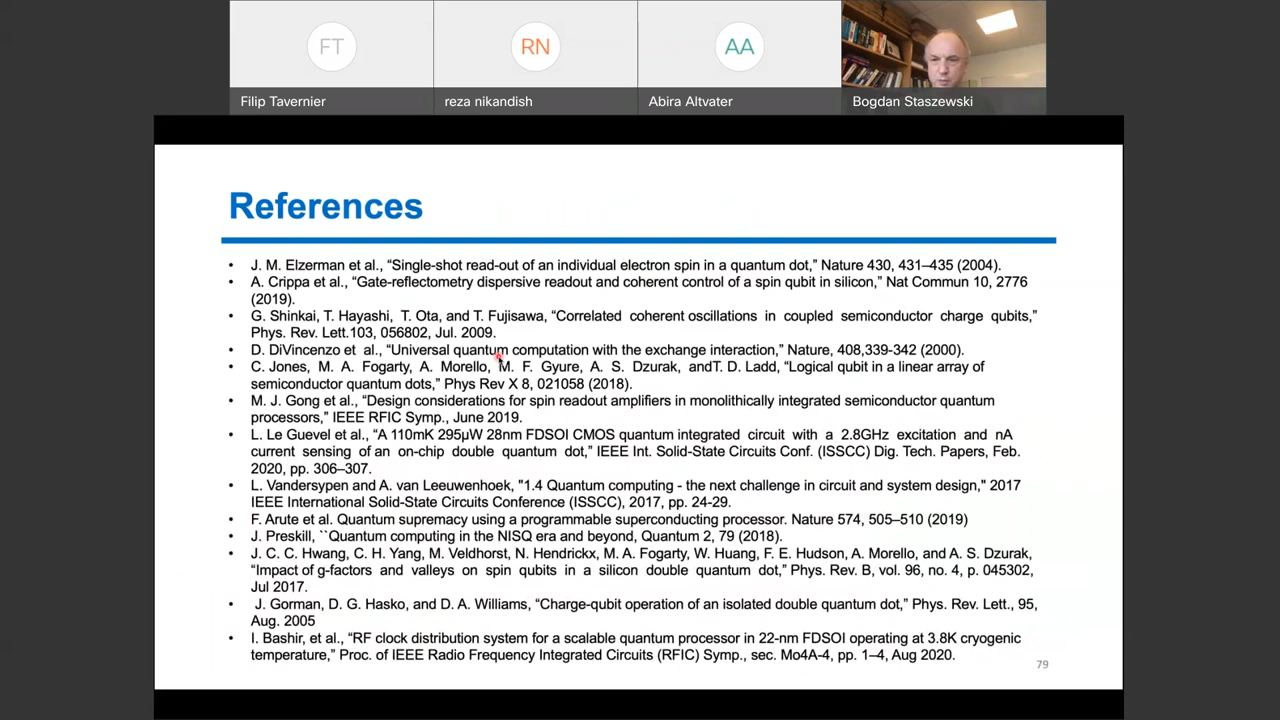 FT
RN
AA
Filip Tavernier
reza nikandish
Abira Altvater
Bogdan Staszewski
References
• J. M. Elzerman et al., “Single-shot read-out of an individual electron spin in a quantum dot,” Nature 430, 431–435 (2004).
• A. Crippa et al., “Gate-reflectometry dispersive readout and coherent control of a spin qubit in silicon,” Nat Commun 10, 2776
(2019).
• G. Shinkai, T. Hayashi, T. Ota, and T. Fujisawa, “Correlated coherent oscillations in coupled semiconductor charge qubits,”
Phys. Rev. Lett.103, 056802, Jul. 2009.
• D. DiVincenzo et al., “Universal quantum computation with the exchange interaction,” Nature, 408,339-342 (2000).
• C. Jones, M. A. Fogarty, A. Morello, M. F. Gyure, A. S. Dzurak, andT. D. Ladd, “Logical qubit in a linear array of
semiconductor quantum dots,” Phys Rev X 8, 021058 (2018).
• M. J. Gong et al., “Design considerations for spin readout amplifiers in monolithically integrated semiconductor quantum
processors,” IEEE RFIC Symp., June 2019.
• L. Le Guevel et al., “A 110mK 295µW 28nm FDSOI CMOS quantum integrated circuit with a 2.8GHz excitation and nA
current sensing of an on-chip double quantum dot,” IEEE Int. Solid-State Circuits Conf. (ISSCC) Dig. Tech. Papers, Feb.
2020, pp. 306–307.
• L. Vandersypen and A. van Leeuwenhoek, "1.4 Quantum computing - the next challenge in circuit and system design," 2017
IEEE International Solid-State Circuits Conference (ISSCC), 2017, pp. 24-29.
• F. Arute et al. Quantum supremacy using a programmable superconducting processor. Nature 574, 505–510 (2019)
• J. Preskill, ``Quantum computing in the NISQ era and beyond, Quantum 2, 79 (2018).
• J. C. C. Hwang, C. H. Yang, M. Veldhorst, N. Hendrickx, M. A. Fogarty, W. Huang, F. E. Hudson, A. Morello, and A. S. Dzurak,
“Impact of g-factors and valleys on spin qubits in a silicon double quantum dot,” Phys. Rev. B, vol. 96, no. 4, p. 045302,
Jul 2017.
• J. Gorman, D. G. Hasko, and D. A. Williams, “Charge-qubit operation of an isolated double quantum dot,” Phys. Rev. Lett., 95,
Aug. 2005
• I. Bashir, et al., “RF clock distribution system for a scalable quantum processor in 22-nm FDSOI operating at 3.8K cryogenic
temperature,” Proc. of IEEE Radio Frequency Integrated Circuits (RFIC) Symp., sec. Mo4A-4, pp. 1–4, Aug 2020.
79